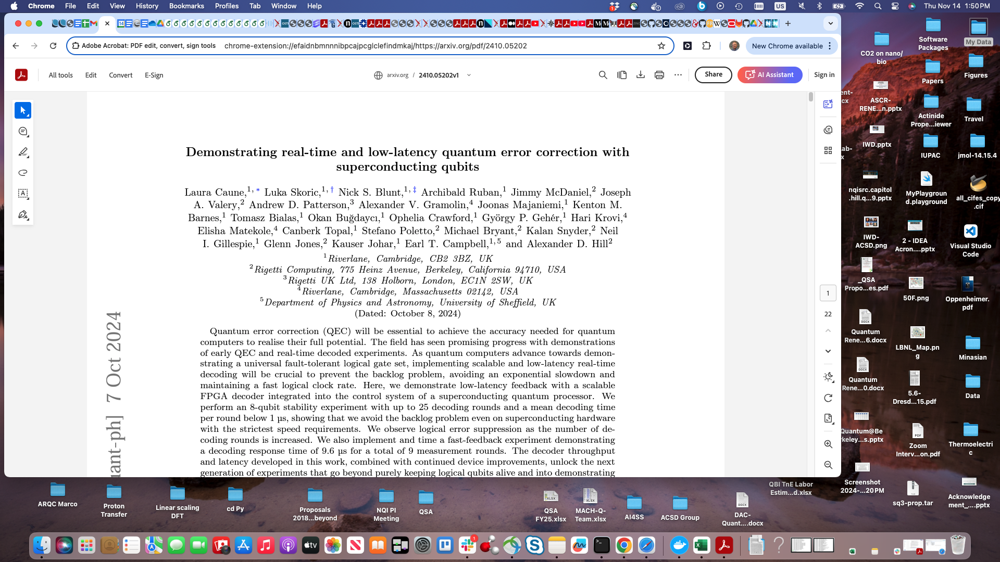 Chrome File Edit View History Bookmarks Profiles Tab Window Help
US Thu Nov 14 1:50 PM
Adobe Acrobat: PDF edit, convert, sign tools chrome-extension://efaidnbmnnnibpcajpcglclefindmkaj/https://arxiv.org/pdf/2410.05202
New Chrome available
All tools Edit Convert E-Sign
arxiv.org / 2410.05202v1
Share AI Assistant Sign in
Demonstrating real-time and low-latency quantum error correction with
superconducting qubits
Laura Caune,1, * Luka Skoric,1, † Nick S. Blunt,1, ‡ Archibald Ruban,1 Jimmy McDaniel,2 Joseph
A. Valery,2 Andrew D. Patterson,3 Alexander V. Gramolin,4 Joonas Majaniemi,1 Kenton M.
Barnes,1 Tomasz Bialas,1 Okan Buğdaycı,1 Ophelia Crawford,1 György P. Gehér,1 Hari Krovi,4
Elisha Matekole,4 Canberk Topal,1 Stefano Poletto,2 Michael Bryant,2 Kalan Snyder,2 Neil
I. Gillespie,1 Glenn Jones,2 Kauser Johar,1 Earl T. Campbell,1, 5 and Alexander D. Hill2
1 Riverlane, Cambridge, CB2 3BZ, UK
2 Rigetti Computing, 775 Heinz Avenue, Berkeley, California 94710, USA
3 Rigetti UK Ltd, 138 Holborn, London, EC1N 2SW, UK
4 Riverlane, Cambridge, Massachusetts 02142, USA
5 Department of Physics and Astronomy, University of Sheffield, UK
(Dated: October 8, 2024)
Quantum error correction (QEC) will be essential to achieve the accuracy needed for quantum
computers to realise their full potential. The field has seen promising progress with demonstrations
of early QEC and real-time decoded experiments. As quantum computers advance towards demon-
strating a universal fault-tolerant logical gate set, implementing scalable and low-latency real-time
decoding will be crucial to prevent the backlog problem, avoiding an exponential slowdown and
maintaining a fast logical clock rate. Here, we demonstrate low-latency feedback with a scalable
FPGA decoder integrated into the control system of a superconducting quantum processor. We
perform an 8-qubit stability experiment with up to 25 decoding rounds and a mean decoding time
per round below 1 µs, showing that we avoid the backlog problem even on superconducting hardware
with the strictest speed requirements. We observe logical error suppression as the number of de-
coding rounds is increased. We also implement and time a fast-feedback experiment demonstrating
a decoding response time of 9.6 µs for a total of 9 measurement rounds. The decoder throughput
and latency developed in this work, combined with continued device improvements, unlock the next
generation of experiments that go beyond purely keeping logical qubits alive and into demonstrating
uant-ph] 7 Oct 2024
1
22
CO2 on nano/
bio
Software
Packages
My Data
Papers
Figures
ent-
cx
ASCR-
RENE...n.pptx
Actinide
Prope...iewer
Travel
IWD.pptx
IUPAC
jmol-14.15.4
ab-
x
nqisrc.capitol
.hill.q...9.pptx
MyPlaygroun
d.playground
all_cifes_copy
.cif
IWD-
ACSD.png
2 - IDEA
Acron....pptx
Visual Studio
Code
_QSA
Propo...es.pdf
50F.png
Oppenheimer.
pdf
DOCX
Quantum
Rene...6.docx
LBNL_Map.pn
g
Minasian
DOCX
Quantum
Rene...0.docx
5.6-
Dresd...15.pdf
Data
Quantum@Be
rkeley...s.pptx
PDF
Zoom
Interv...on.pdf
Thermoelectri
c
Screenshot
2024-...20 PM
TAR
sq3-prop.tar
Acknowledge
ment_....pptx
ARQC Marco
Proton
Transfer
Linear scaling
DFT
cd Py
Proposals
2018...beyond
NQI PI
Meeting
QSA
XLSX
QSA
FY25.xlsx
XLSX
MACH-Q-
Team.xlsx
AI4SS
ACSD Group
DOCX
DAC-
Quant....docx
QBI TnE Labor
Estim...d.xlsx
tv
1